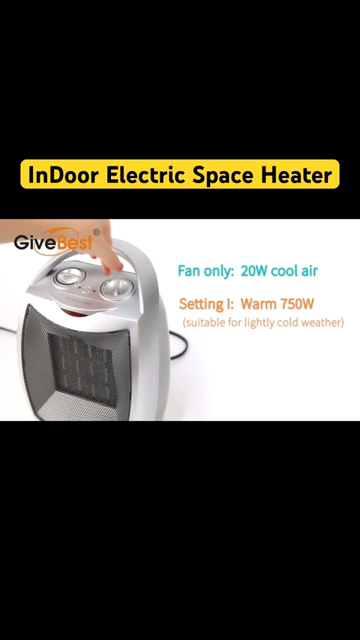 InDoor Electric Space Heater
GiveBest®
Fan only: 20W cool air
Setting I: Warm 750W
(suitable for lightly cold weather)